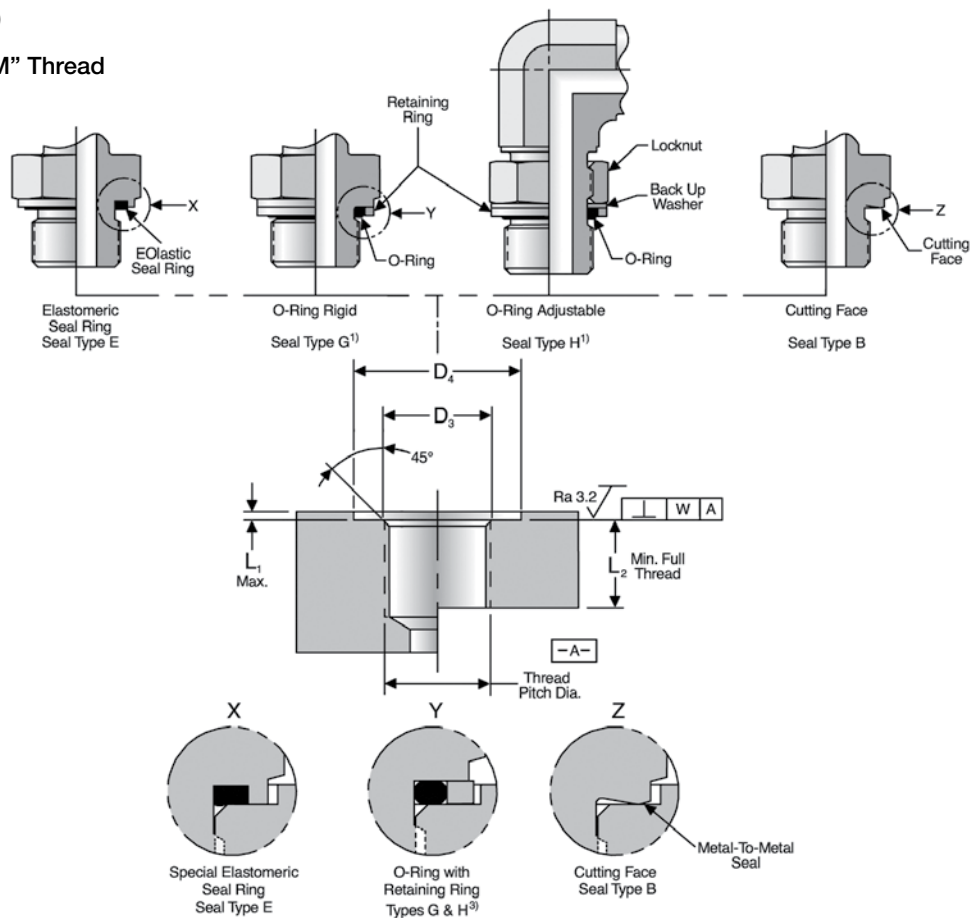 M” Thread
Retaining
Ring
Locknut
Back Up
Washer
X
Y
Z
EOlastic
Seal Ring
O-Ring
O-Ring
Cutting
Face
Elastomeric
Seal Ring
Seal Type E
O-Ring Rigid
Seal Type G1)
O-Ring Adjustable
Seal Type H1)
Cutting Face
Seal Type B
D4
D3
45°
Ra 3.2
⊥ W A
L1
Max.
L2
Min. Full
Thread
-A-
Thread
Pitch Dia.
X
Y
Z
Metal-To-Metal
Seal
Special Elastomeric
Seal Ring
Seal Type E
O-Ring with
Retaining Ring
Types G & H3)
Cutting Face
Seal Type B